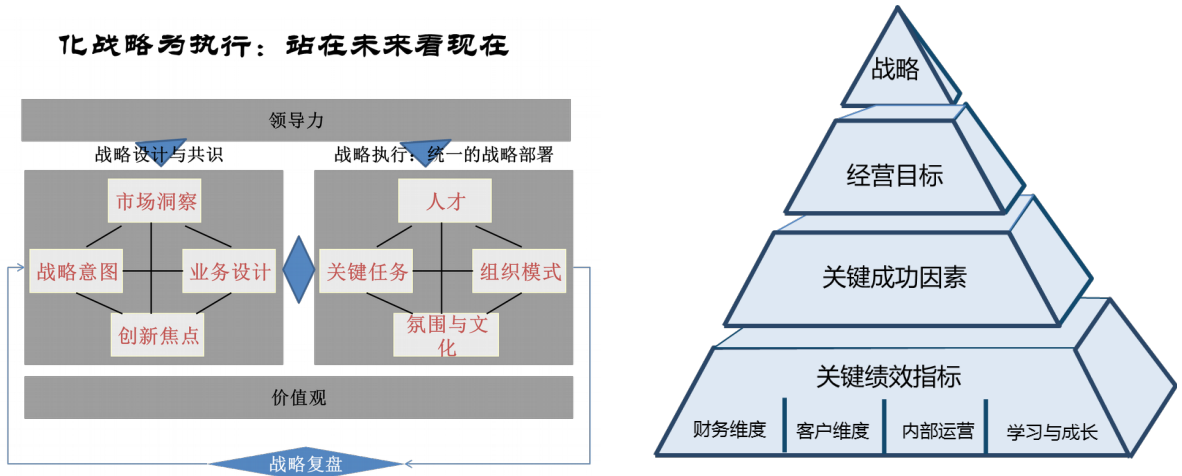 化战略为执行：站在未来看现在
领导力
战略设计与共识
战略执行：统一的战略部署
市场洞察
战略意图
业务设计
创新焦点
人才
关键任务
组织模式
氛围与文
化
价值观
战略复盘
战略
经营目标
关键成功因素
关键绩效指标
财务维度
客户维度
内部运营
学习与成长